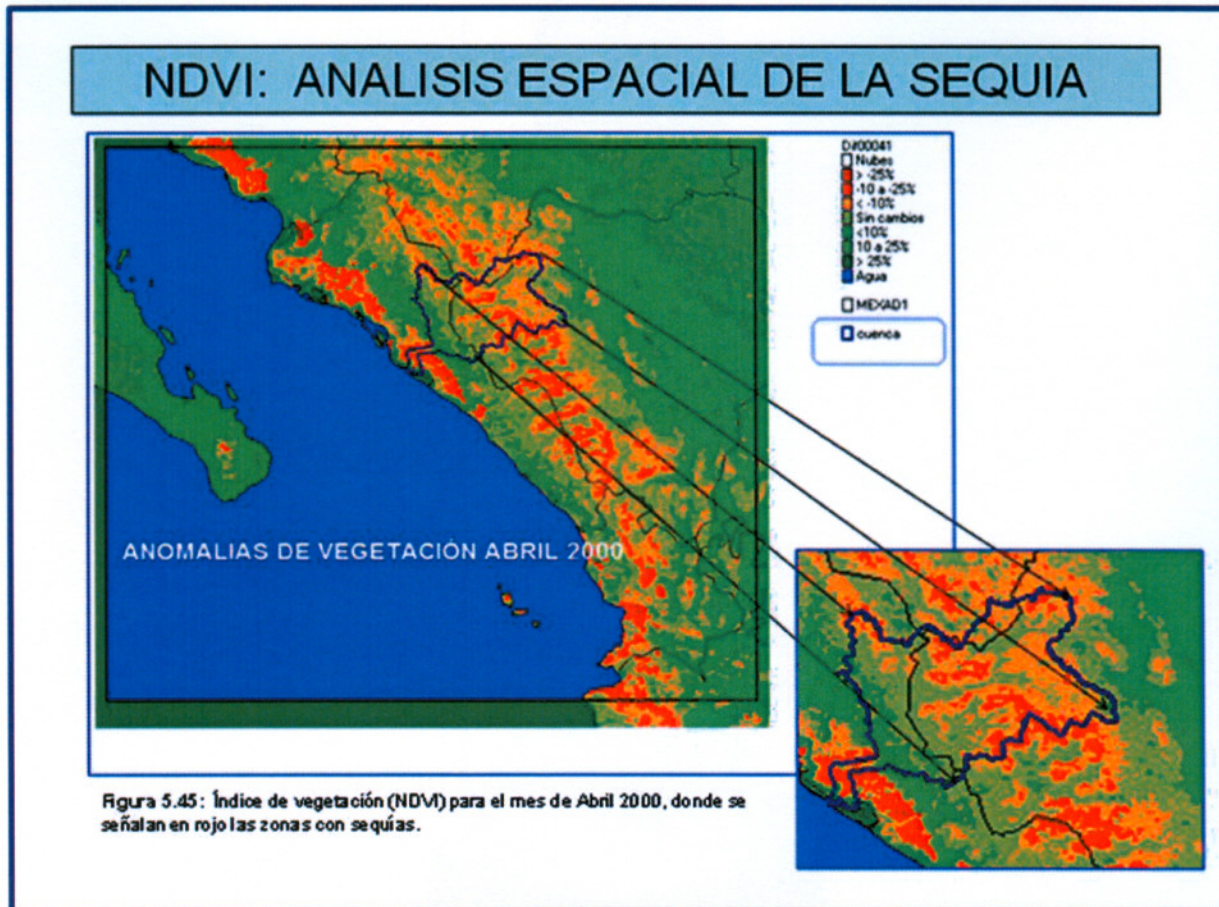 NDVI: ANALISIS ESPACIAL DE LA SEQUIA
Di00041
Nubes
> -25%
-10 a -25%
< -10%
Sin cambios
<10%
10 a 25%
> 25%
Agua
MEXAD1
cuenca
ANOMALIAS DE VEGETACIÓN ABRIL 2000
Figura 5.45: Índice de vegetación (NDVI) para el mes de Abril 2000, donde se
señalan en rojo las zonas con sequías.